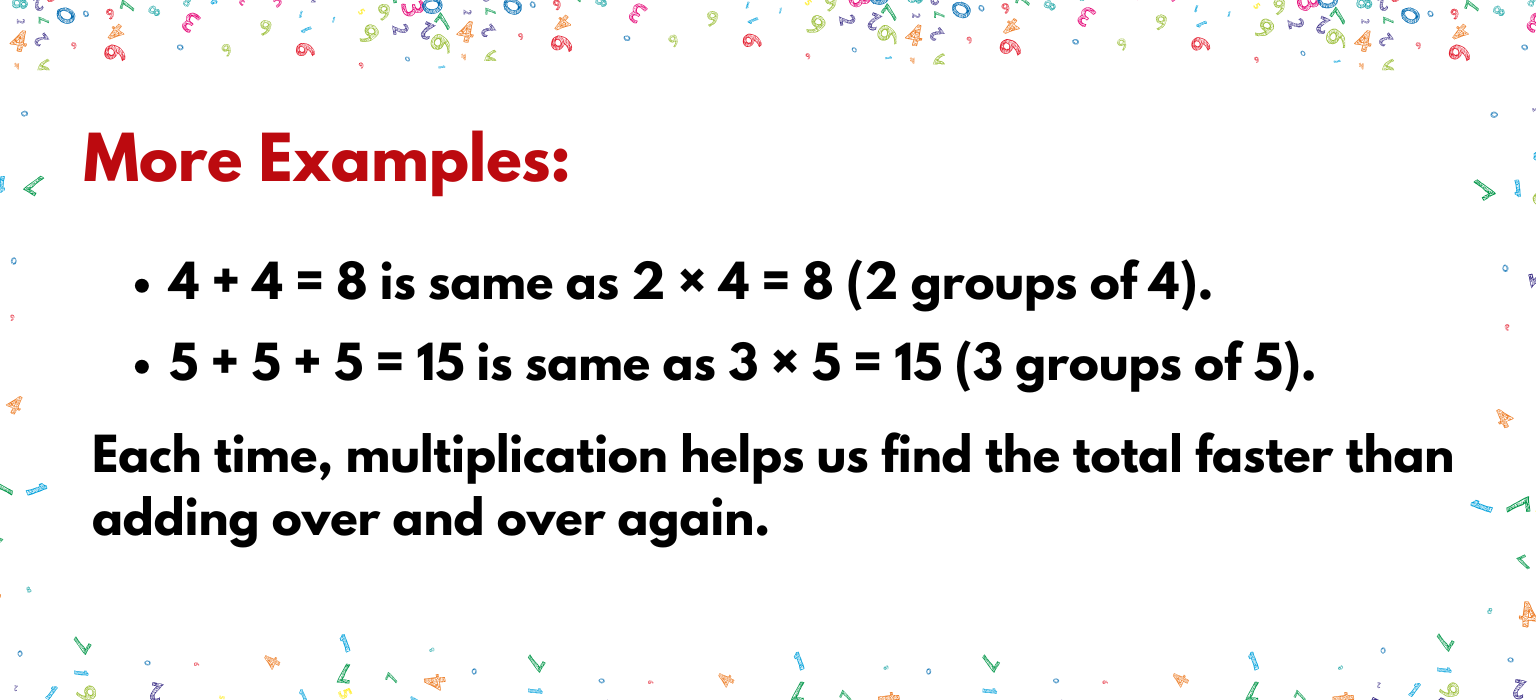 More Examples:
• 4 + 4 = 8 is same as 2 × 4 = 8 (2 groups of 4).
• 5 + 5 + 5 = 15 is same as 3 × 5 = 15 (3 groups of 5).
Each time, multiplication helps us find the total faster than
adding over and over again.